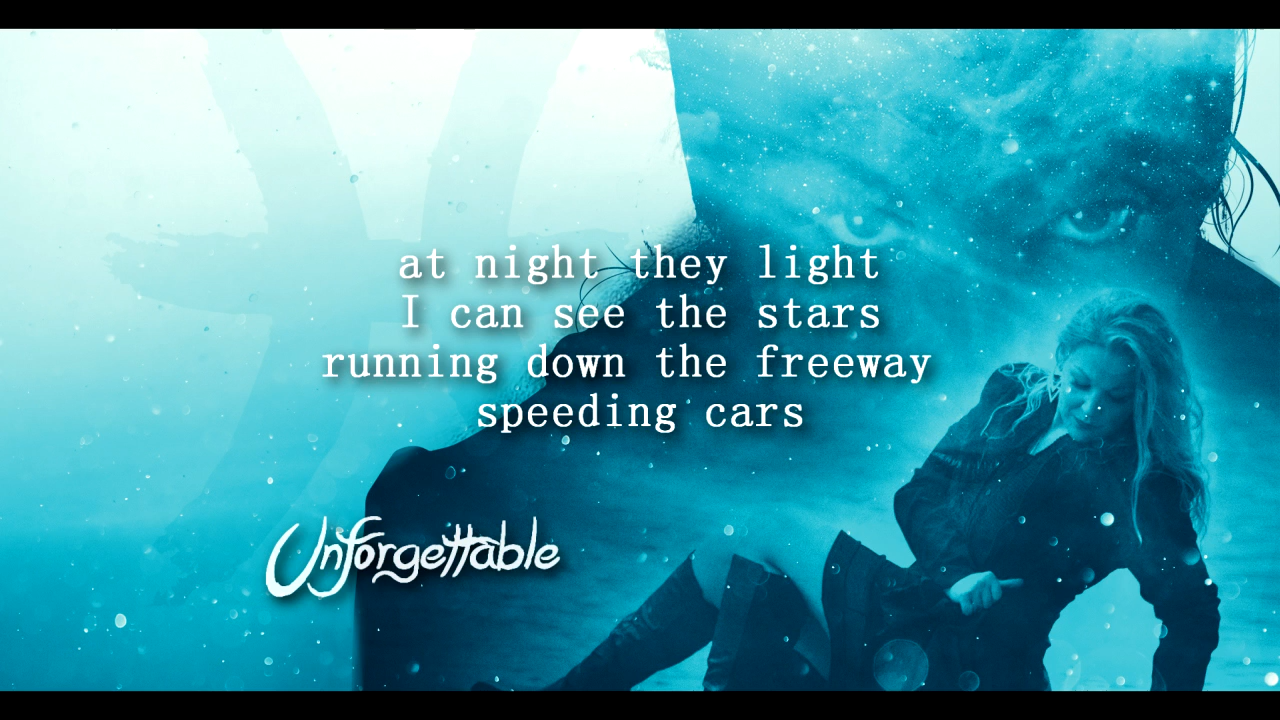 at night they light
I can see the stars
running down the freeway
speeding cars
Unforgettable